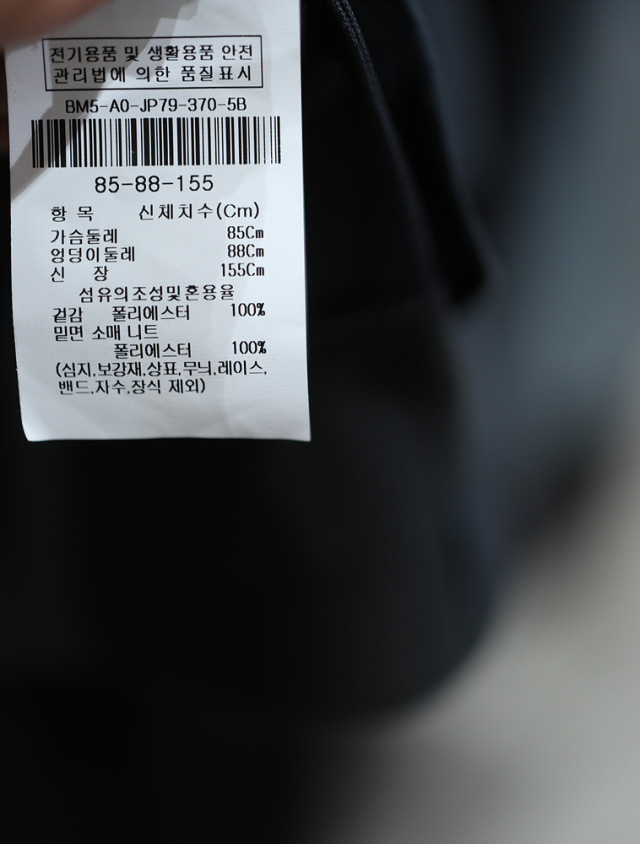 전기용품 및 생활용품 안전
관리법에 의한 품질표시
BM5-A0-JP79-370-5B
85-88-155
항 목 신체치수(Cm)
가슴둘레 85Cm
엉덩이둘레 88Cm
신 장 155Cm
섬유의조성및혼용율
겉감 폴리에스터 100%
밑면 소매 니트
폴리에스터 100%
(심지,보강재,상표,무늬,레이스,
밴드,자수,장식 제외)